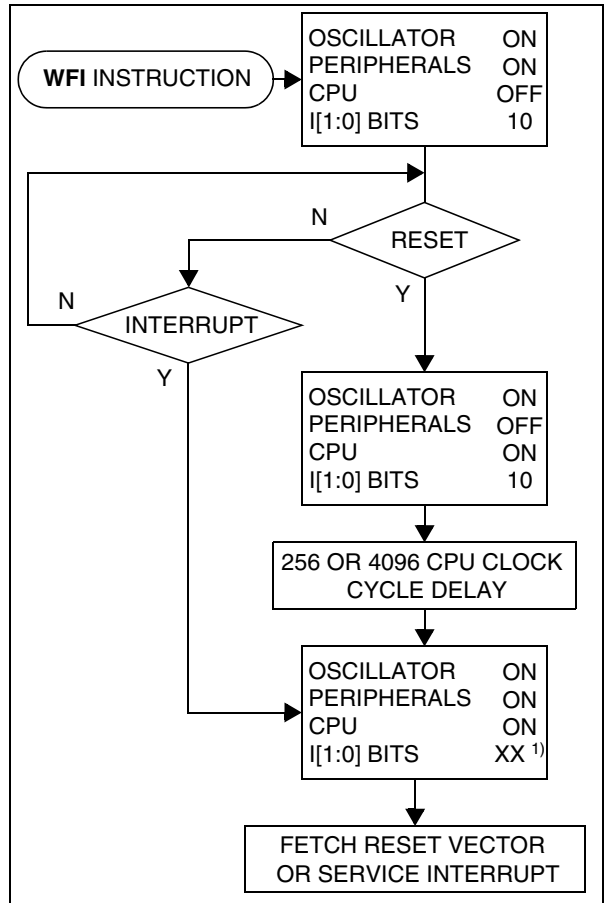 WFI INSTRUCTION
OSCILLATOR ON
PERIPHERALS ON
CPU OFF
I[1:0] BITS 10
N
RESET
Y
N
INTERRUPT
Y
OSCILLATOR ON
PERIPHERALS OFF
CPU ON
I[1:0] BITS 10
256 OR 4096 CPU CLOCK
CYCLE DELAY
OSCILLATOR ON
PERIPHERALS ON
CPU ON
I[1:0] BITS XX 1)
FETCH RESET VECTOR
OR SERVICE INTERRUPT